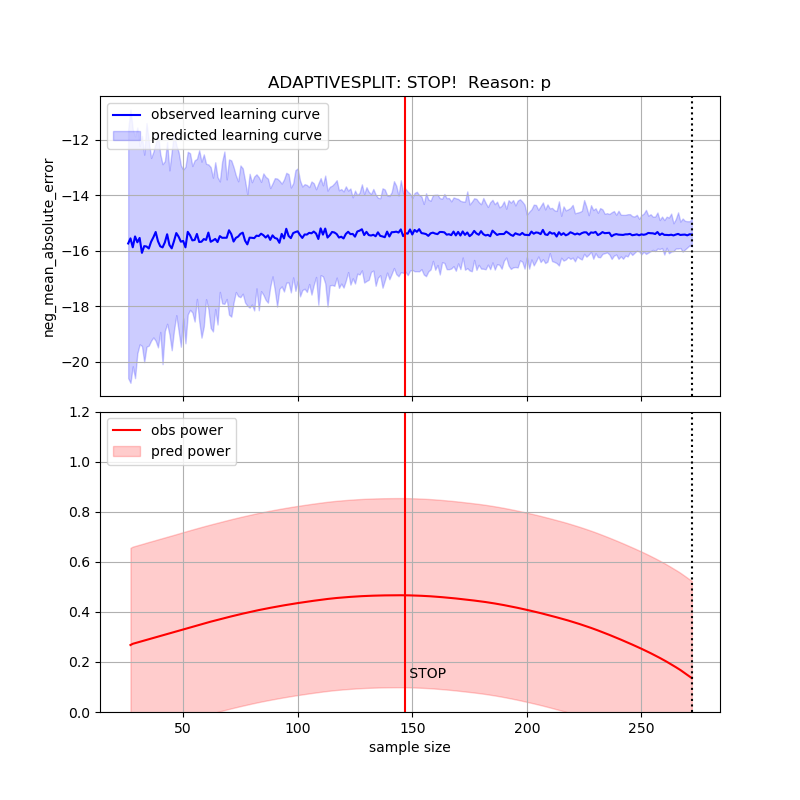 ADAPTIVESPLIT: STOP!  Reason: p
observed learning curve
predicted learning curve
neg_mean_absolute_error
−12
−14
−16
−18
−20
obs power
pred power
1.2
1.0
0.8
0.6
0.4
0.2
0.0
STOP
50 100 150 200 250
sample size